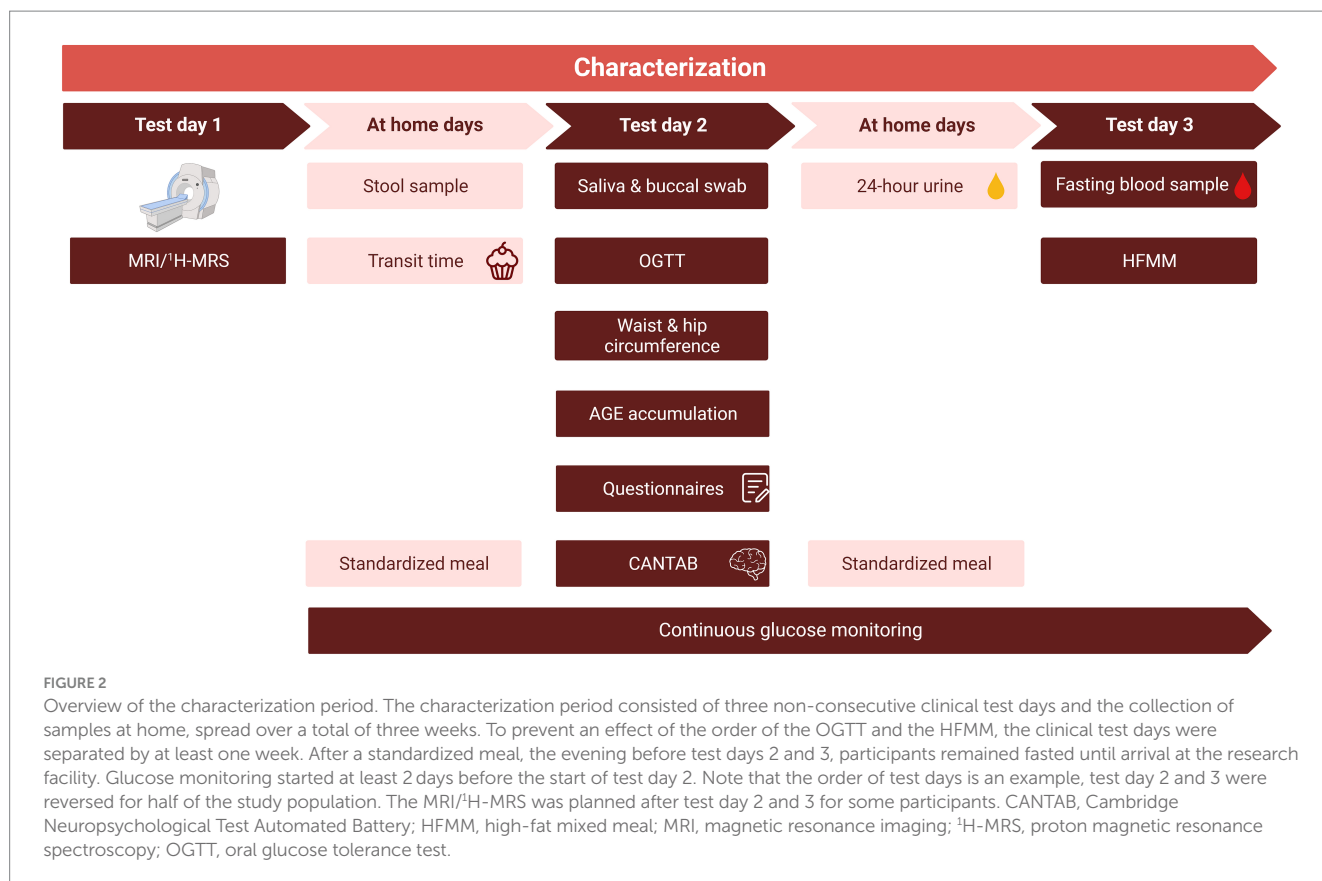 Characterization
Test day 1
At home days
Test day 2
At home days
Test day 3
Stool sample
Saliva & buccal swab
24-hour urine
Fasting blood sample
MRI/¹H-MRS
Transit time
OGTT
HFMM
Waist & hip
circumference
AGE accumulation
Questionnaires
Standardized meal
CANTAB
Standardized meal
Continuous glucose monitoring
FIGURE 2
Overview of the characterization period. The characterization period consisted of three non-consecutive clinical test days and the collection of
samples at home, spread over a total of three weeks. To prevent an effect of the order of the OGTT and the HFMM, the clinical test days were
separated by at least one week. After a standardized meal, the evening before test days 2 and 3, participants remained fasted until arrival at the research
facility. Glucose monitoring started at least 2 days before the start of test day 2. Note that the order of test days is an example, test day 2 and 3 were
reversed for half of the study population. The MRI/¹H-MRS was planned after test day 2 and 3 for some participants. CANTAB, Cambridge
Neuropsychological Test Automated Battery; HFMM, high-fat mixed meal; MRI, magnetic resonance imaging; ¹H-MRS, proton magnetic resonance
spectroscopy; OGTT, oral glucose tolerance test.